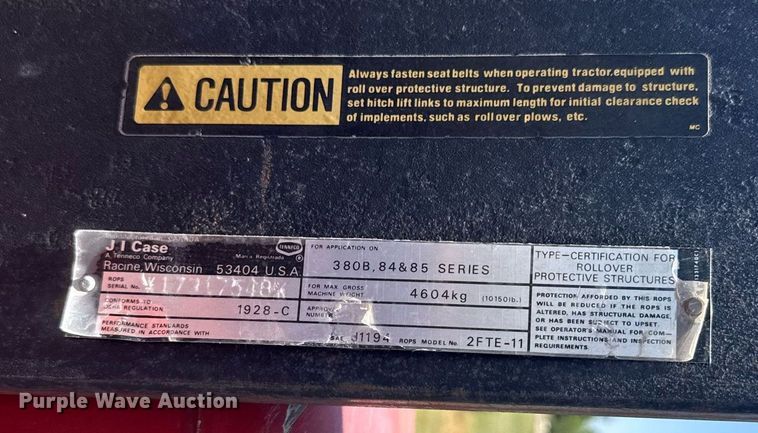 CAUTION
Always fasten seat belts when operating tractor, equipped with
roll over protective structure. To prevent damage to structure,
set hitch lift links to maximum length for initial clearance check
of implements, such as roll over plows, etc.
MC
J I Case
A Tenneco Company
Racine, Wisconsin 53404 U.S.A.
Marca Registrada
TENNECO
ROPS
SERIAL No.
CONFORMS TO
OSHA REGULATION 1928-C
PERFORMANCE STANDARDS
MEASURED IN ACCORDANCE WITH
FOR APPLICATION ON
380B, 84&85 SERIES
FOR MAX GROSS
MACHINE WEIGHT 4604kg (10150lb.)
SAE J1194 ROPS MODEL No. 2FTE-11
TYPE-CERTIFICATION FOR
ROLLOVER
PROTECTIVE STRUCTURES
PROTECTION AFFORDED BY THIS ROPS
WILL BE REDUCED IF THE ROPS IS
ALTERED, HAS STRUCTURAL DAMAGE,
OR HAS BEEN SUBJECT TO UPSET.
SEE OPERATOR'S MANUAL FOR COM-
PLETE INSTRUCTIONS AND INSPECTION
REQUIREMENTS.
Purple Wave Auction